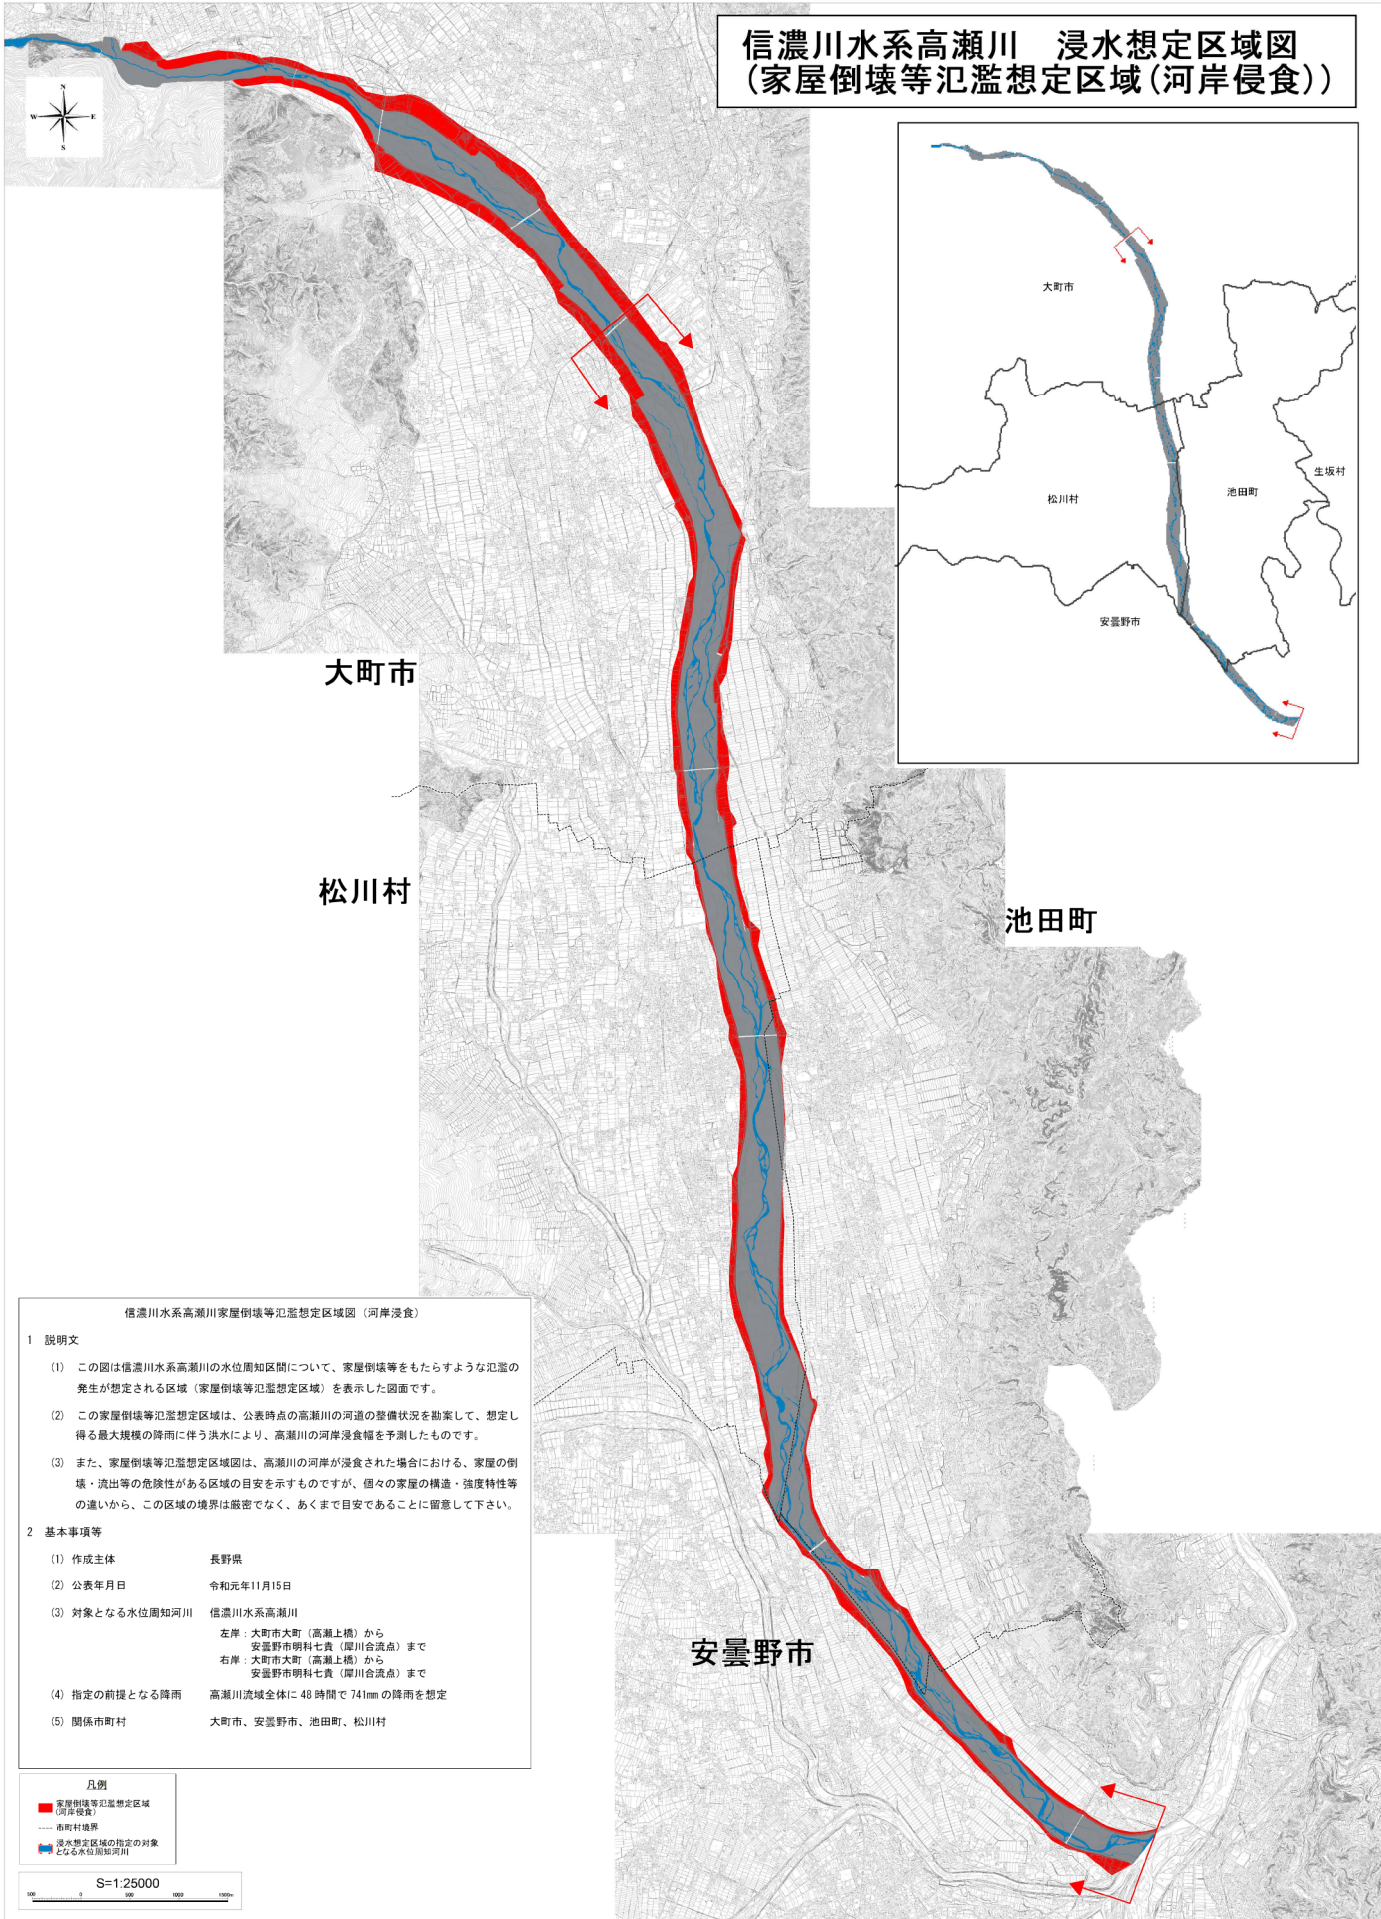 信濃川水系高瀬川　浸水想定区域図
（家屋倒壊等氾濫想定区域（河岸侵食））
N
W
E
S
大町市
松川村
池田町
生坂村
安曇野市
大町市
松川村
池田町
安曇野市
信濃川水系高瀬川家屋倒壊等氾濫想定区域図（河岸浸食）
1　説明文
(1)　この図は信濃川水系高瀬川の水位周知区間について、家屋倒壊等をもたらすような氾濫の
発生が想定される区域（家屋倒壊等氾濫想定区域）を表示した図面です。
(2)　この家屋倒壊等氾濫想定区域は、公表時点の高瀬川の河道の整備状況を勘案して、想定し
得る最大規模の降雨に伴う洪水により、高瀬川の河岸浸食幅を予測したものです。
(3)　また、家屋倒壊等氾濫想定区域図は、高瀬川の河岸が浸食された場合における、家屋の倒
壊・流出等の危険性がある区域の目安を示すものですが、個々の家屋の構造・強度特性等
の違いから、この区域の境界は厳密でなく、あくまで目安であることに留意して下さい。
2　基本事項等
(1) 作成主体　長野県
(2) 公表年月日　令和元年11月15日
(3) 対象となる水位周知河川　信濃川水系高瀬川
左岸：大町市大町（高瀬上橋）から
安曇野市明科七貴（犀川合流点）まで
右岸：大町市大町（高瀬上橋）から
安曇野市明科七貴（犀川合流点）まで
(4) 指定の前提となる降雨　高瀬川流域全体に 48 時間で 741mm の降雨を想定
(5) 関係市町村　大町市、安曇野市、池田町、松川村
凡例
家屋倒壊等氾濫想定区域
(河岸侵食)
市町村境界
浸水想定区域の指定の対象
となる水位周知河川
S=1:25000
500 0 500 1000 1500m